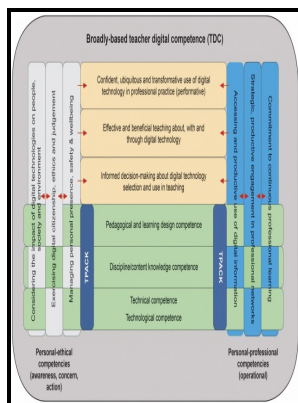 Broadly-based teacher digital competence (TDC)
Considering the impact of digital technologies on people,
society and environment
Exercising digital citizenship, ethics and judgement
Managing personal presence, safety & wellbeing
Confident, ubiquitous and transformative use of digital
technology in professional practice (performative)
Effective and beneficial teaching about, with and
through digital technology
Informed decision-making about digital technology
selection and use in teaching
TPACK
Pedagogical and learning design competence
Discipline/content knowledge competence
Technical competence
Technological competence
TPACK
Accessing and productive uses of digital information
Strategic, productive engagement in professional networks
Commitment to continuous professional learning
Personal-ethical
competencies
(awareness, concern,
action)
Personal-professional
competencies
(operational)